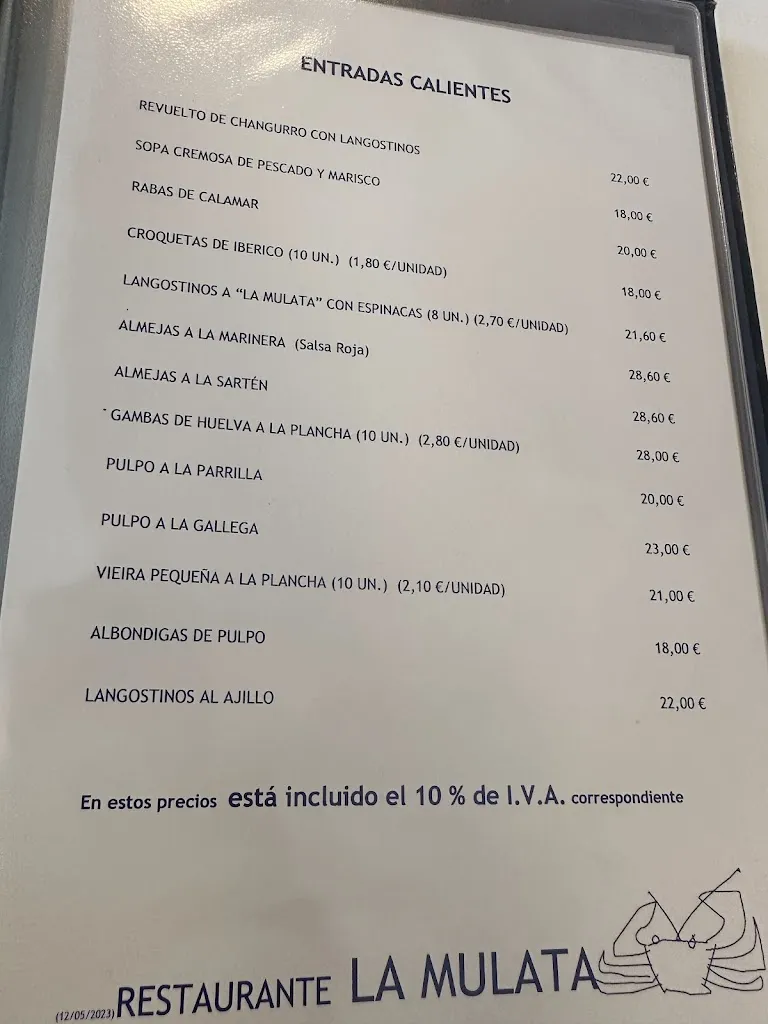 ENTRADAS CALIENTES
REVUELTO DE CHANGURRO CON LANGOSTINOS 22,00 €
SOPA CREMOSA DE PESCADO Y MARISCO 18,00 €
RABAS DE CALAMAR 20,00 €
CROQUETAS DE IBERICO (10 UN.) (1,80 €/UNIDAD) 18,00 €
LANGOSTINOS A “LA MULATA” CON ESPINACAS (8 UN.) (2,70 €/UNIDAD) 21,60 €
ALMEJAS A LA MARINERA (Salsa Roja) 28,60 €
ALMEJAS A LA SARTÉN 28,60 €
GAMBAS DE HUELVA A LA PLANCHA (10 UN.) (2,80 €/UNIDAD) 28,00 €
PULPO A LA PARRILLA 20,00 €
PULPO A LA GALLEGA 23,00 €
VIEIRA PEQUEÑA A LA PLANCHA (10 UN.) (2,10 €/UNIDAD) 21,00 €
ALBONDIGAS DE PULPO 18,00 €
LANGOSTINOS AL AJILLO 22,00 €
En estos precios está incluido el 10 % de I.V.A. correspondiente
(12/05/2023) RESTAURANTE LA MULATA